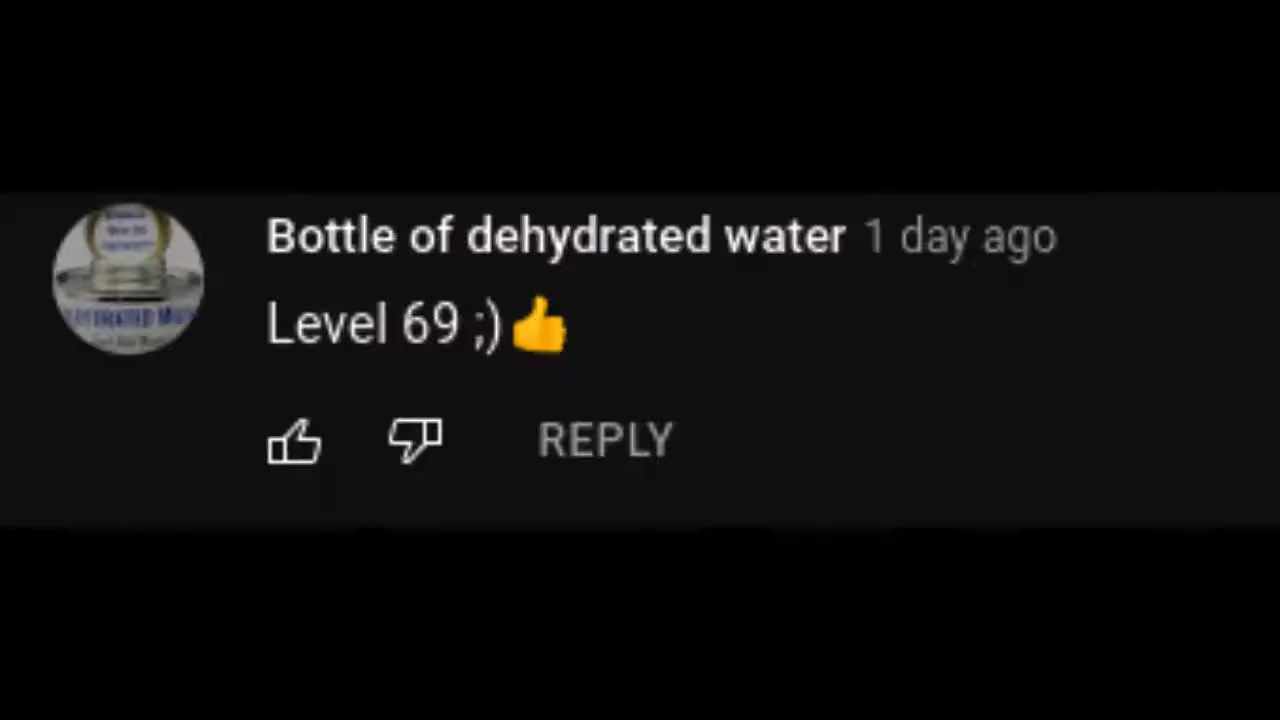 Bottle of dehydrated water 1 day ago
Level 69 ;) 👍
REPLY